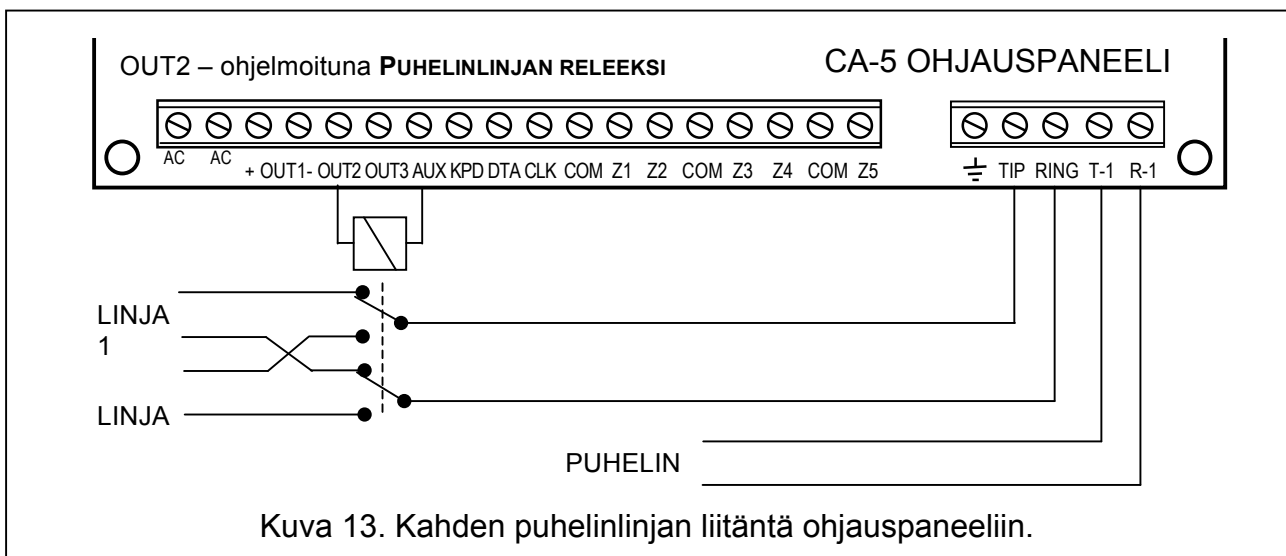 OUT2 – ohjelmoituna PUHELINLINJAN RELEEKSI
CA-5 OHJAUSPANEELI
AC AC + OUT1- OUT2 OUT3 AUX KPD DTA CLK COM Z1 Z2 COM Z3 Z4 COM Z5
TIP RING T-1 R-1
LINJA
1
LINJA
PUHELIN
Kuva 13. Kahden puhelinlinjan liitäntä ohjauspaneeliin.